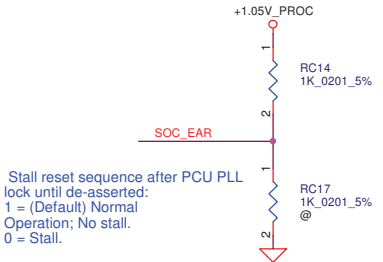 +1.05V_PROC
1
RC14
1K_0201_5%
2
SOC_EAR
1
Stall reset sequence after PCU PLL
lock until de-asserted:
1 = (Default) Normal
Operation; No stall.
0 = Stall.
RC17
1K_0201_5%
@
2